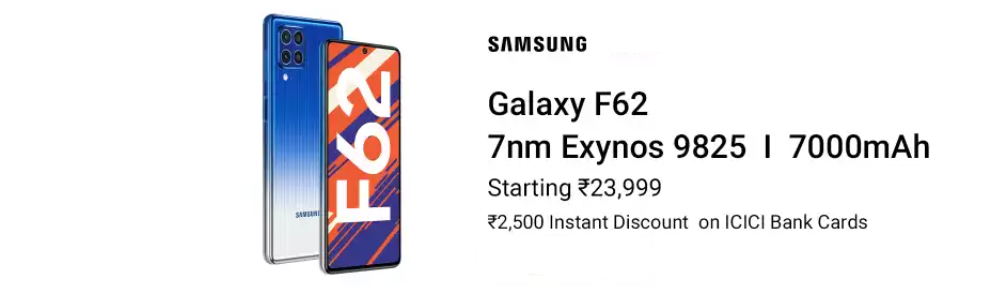 SAMSUNG
F62
SAMSUNG
Galaxy F62
7nm Exynos 9825 I 7000mAh
Starting ₹23,999
₹2,500 Instant Discount on ICICI Bank Cards